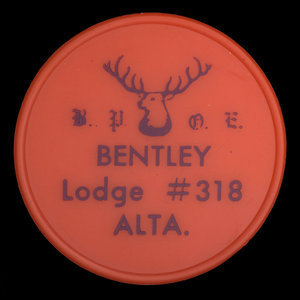 B. P. O. E.
BENTLEY
Lodge #318
ALTA.